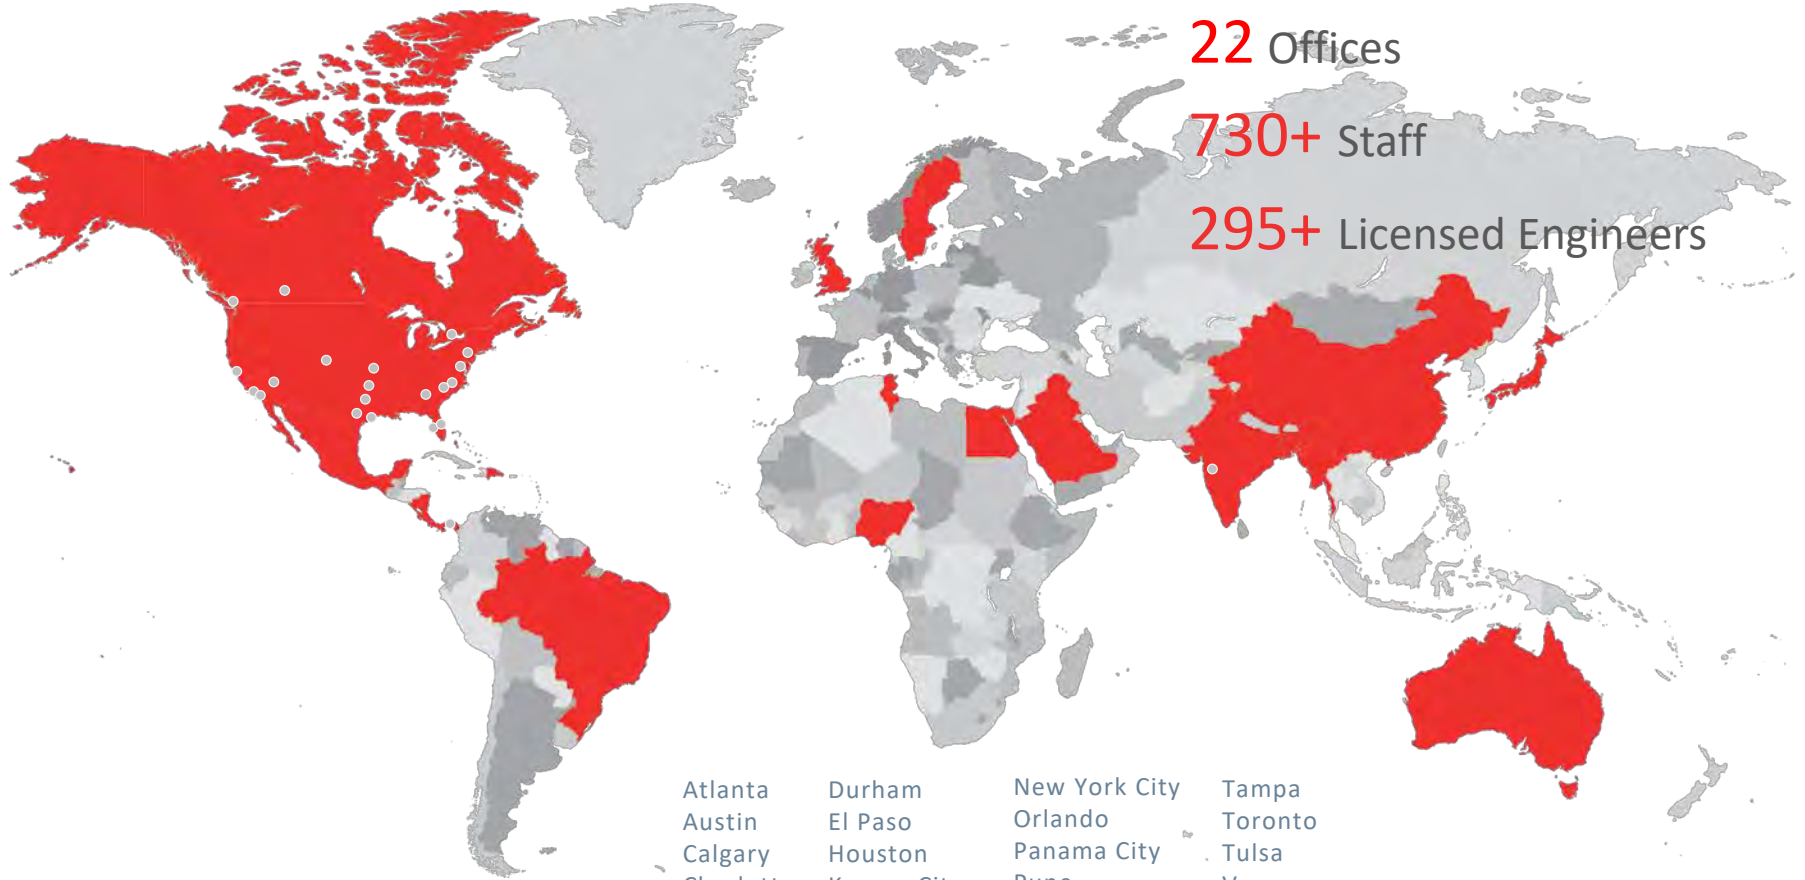 22 Offices
730+ Staff
295+ Licensed Engineers
Atlanta
Austin
Calgary
Durham
El Paso
Houston
New York City
Orlando
Panama City
Tampa
Toronto
Tulsa